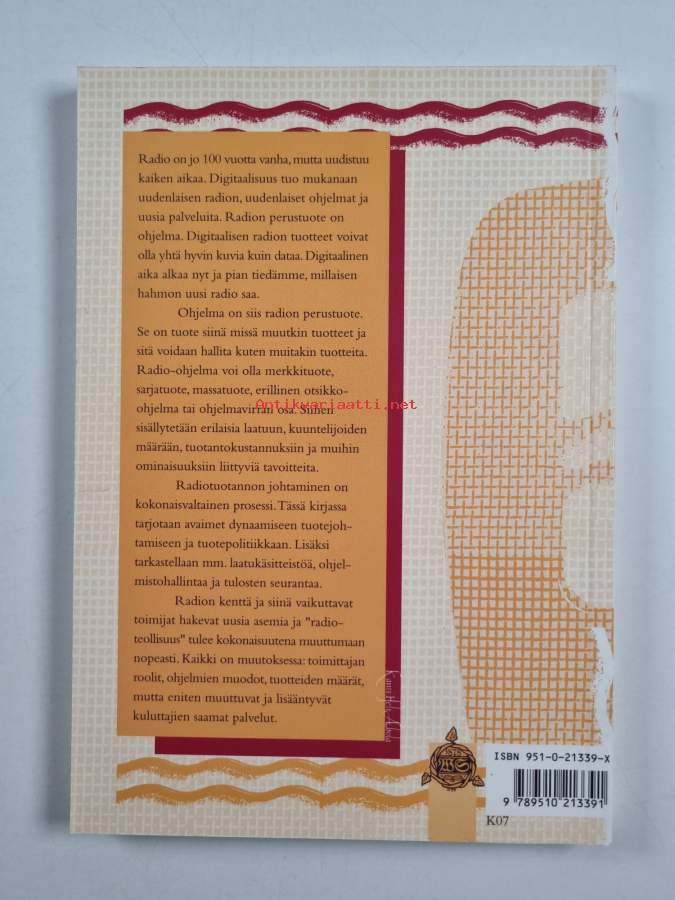 Radio on jo 100 vuotta vanha, mutta uudistuu
kaiken aikaa. Digitaalisuus tuo mukanaan
uudenlaisen radion, uudenlaiset ohjelmat ja
uusia palveluita. Radion perustuote on
ohjelma. Digitaalisen radion tuotteet voivat
olla yhtä hyvin kuvia kuin dataa. Digitaalinen
aika alkaa nyt ja pian tiedämme, millaisen
hahmon uusi radio saa.
Ohjelma on siis radion perustuote.
Se on tuote siinä missä muutkin tuotteet ja
sitä voidaan hallita kuten muitakin tuotteita.
Radio-ohjelma voi olla merkkituote,
sarjatuote, massatuote, erillinen otsikko-
ohjelma tai ohjelmavirran osa. Siihen
Antikvariaatti.net
sisällytetään erilaisia laatuun, kuuntelijoiden
määrään, tuotantokustannuksiin ja muihin
ominaisuuksiin liittyviä tavoitteita.
Radiotuotannon johtaminen on
kokonaisvaltainen prosessi. Tässä kirjassa
tarjotaan avaimet dynaamiseen tuotejoh-
tamiseen ja tuotepolitiikkaan. Lisäksi
tarkastellaan mm. laatukäsitteistöä, ohjel-
mistohallintaa ja tulosten seurantaa.
Radion kenttä ja siinä vaikuttavat
toimijat hakevat uusia asemia ja "radio-
teollisuus" tulee kokonaisuutena muuttumaan
nopeasti. Kaikki on muutoksessa: toimittajan
roolit, ohjelmien muodot, tuotteiden määrät,
mutta eniten muuttuvat ja lisääntyvät
kuluttajien saamat palvelut.
WS
ISBN 951-0-21339-X
9 789510 213391
K07